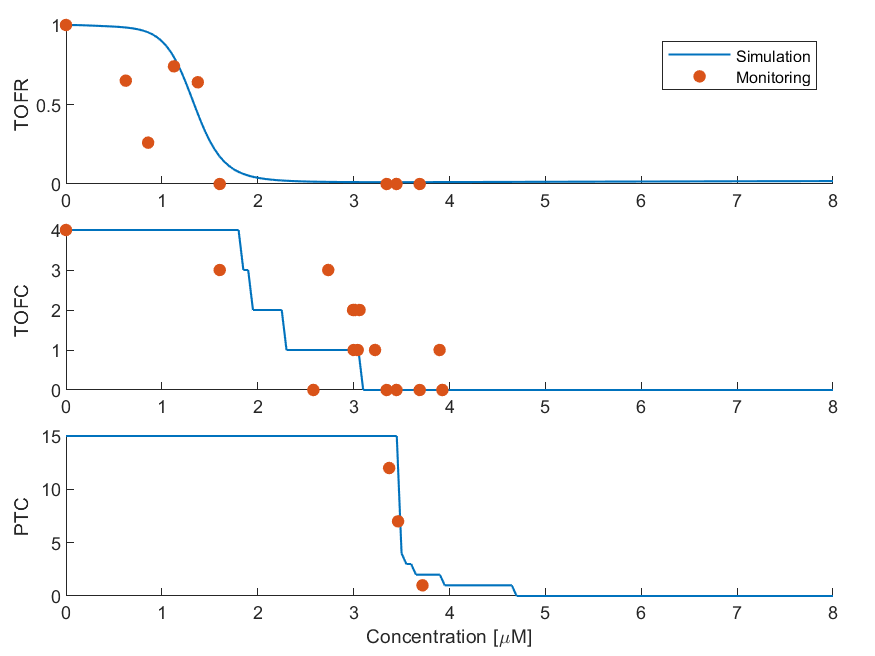 1
0.5
0
TOFR
Simulation
Monitoring
0 1 2 3 4 5 6 7 8
4
3
2
1
0
TOFC
0 1 2 3 4 5 6 7 8
15
10
5
0
PTC
0 1 2 3 4 5 6 7 8
Concentration [μM]